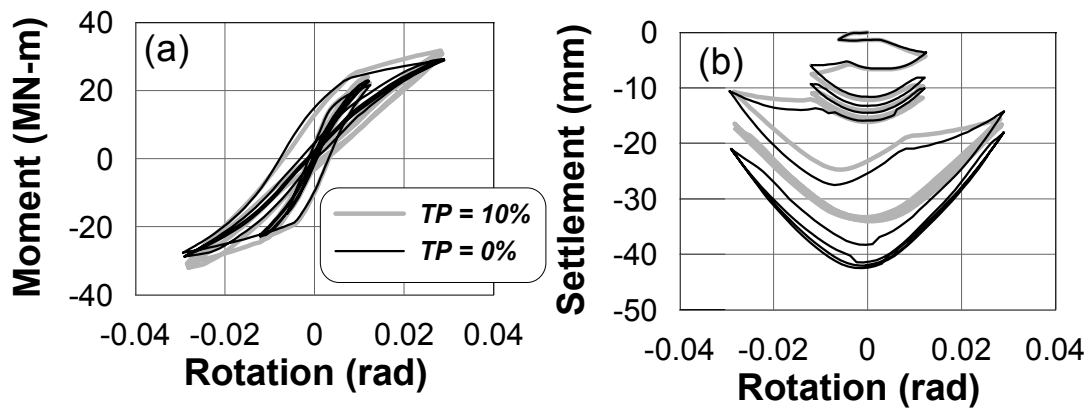 (a)
Moment (MN-m)
40
20
0
-20
-40
-0.04 -0.02 0 0.02 0.04
Rotation (rad)
TP = 10%
TP = 0%
(b)
Settlement (mm)
0
-10
-20
-30
-40
-50
-0.04 -0.02 0 0.02 0.04
Rotation (rad)